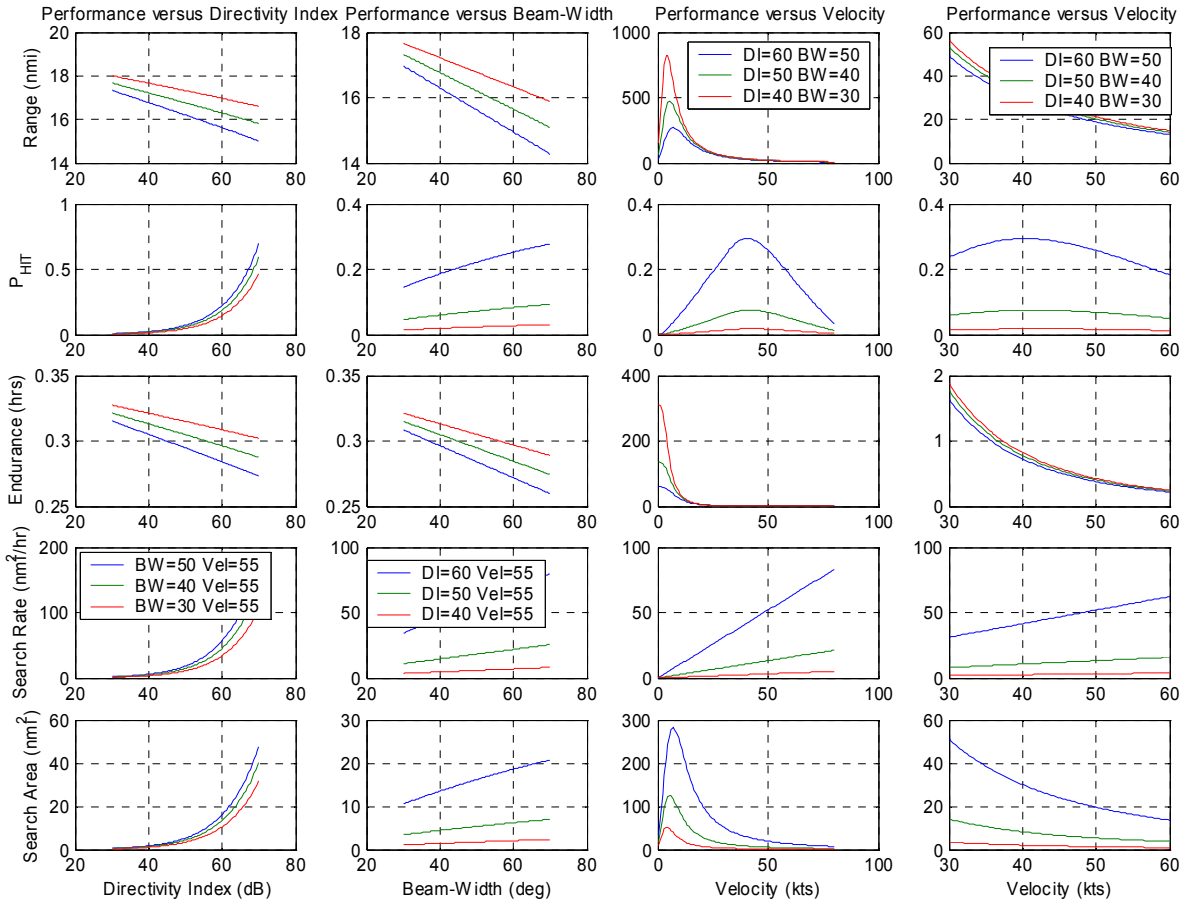 Performance versus Directivity Index
Performance versus Beam-Width
Performance versus Velocity
Performance versus Velocity
Range (nmi)
20
18
16
14
20 40 60 80
18
16
14
20 40 60 80
1000
500
0
0 50 100
DI=60 BW=50
DI=50 BW=40
DI=40 BW=30
60
40
20
0
30 40 50 60
DI=60 BW=50
DI=50 BW=40
DI=40 BW=30
PHIT
1
0.5
0
20 40 60 80
0.4
0.2
0
20 40 60 80
0.4
0.2
0
0 50 100
0.4
0.2
0
30 40 50 60
Endurance (hrs)
0.35
0.3
0.25
20 40 60 80
0.35
0.3
0.25
20 40 60 80
400
200
0
0 50 100
2
1
0
30 40 50 60
Search Rate (nm²/hr)
200
100
0
20 40 60 80
BW=50 Vel=55
BW=40 Vel=55
BW=30 Vel=55
100
50
0
20 40 60 80
DI=60 Vel=55
DI=50 Vel=55
DI=40 Vel=55
100
50
0
0 50 100
100
50
0
30 40 50 60
Search Area (nm²)
60
40
20
0
20 40 60 80
Directivity Index (dB)
30
20
10
0
20 40 60 80
Beam-Width (deg)
300
200
100
0
0 50 100
Velocity (kts)
60
40
20
0
30 40 50 60
Velocity (kts)